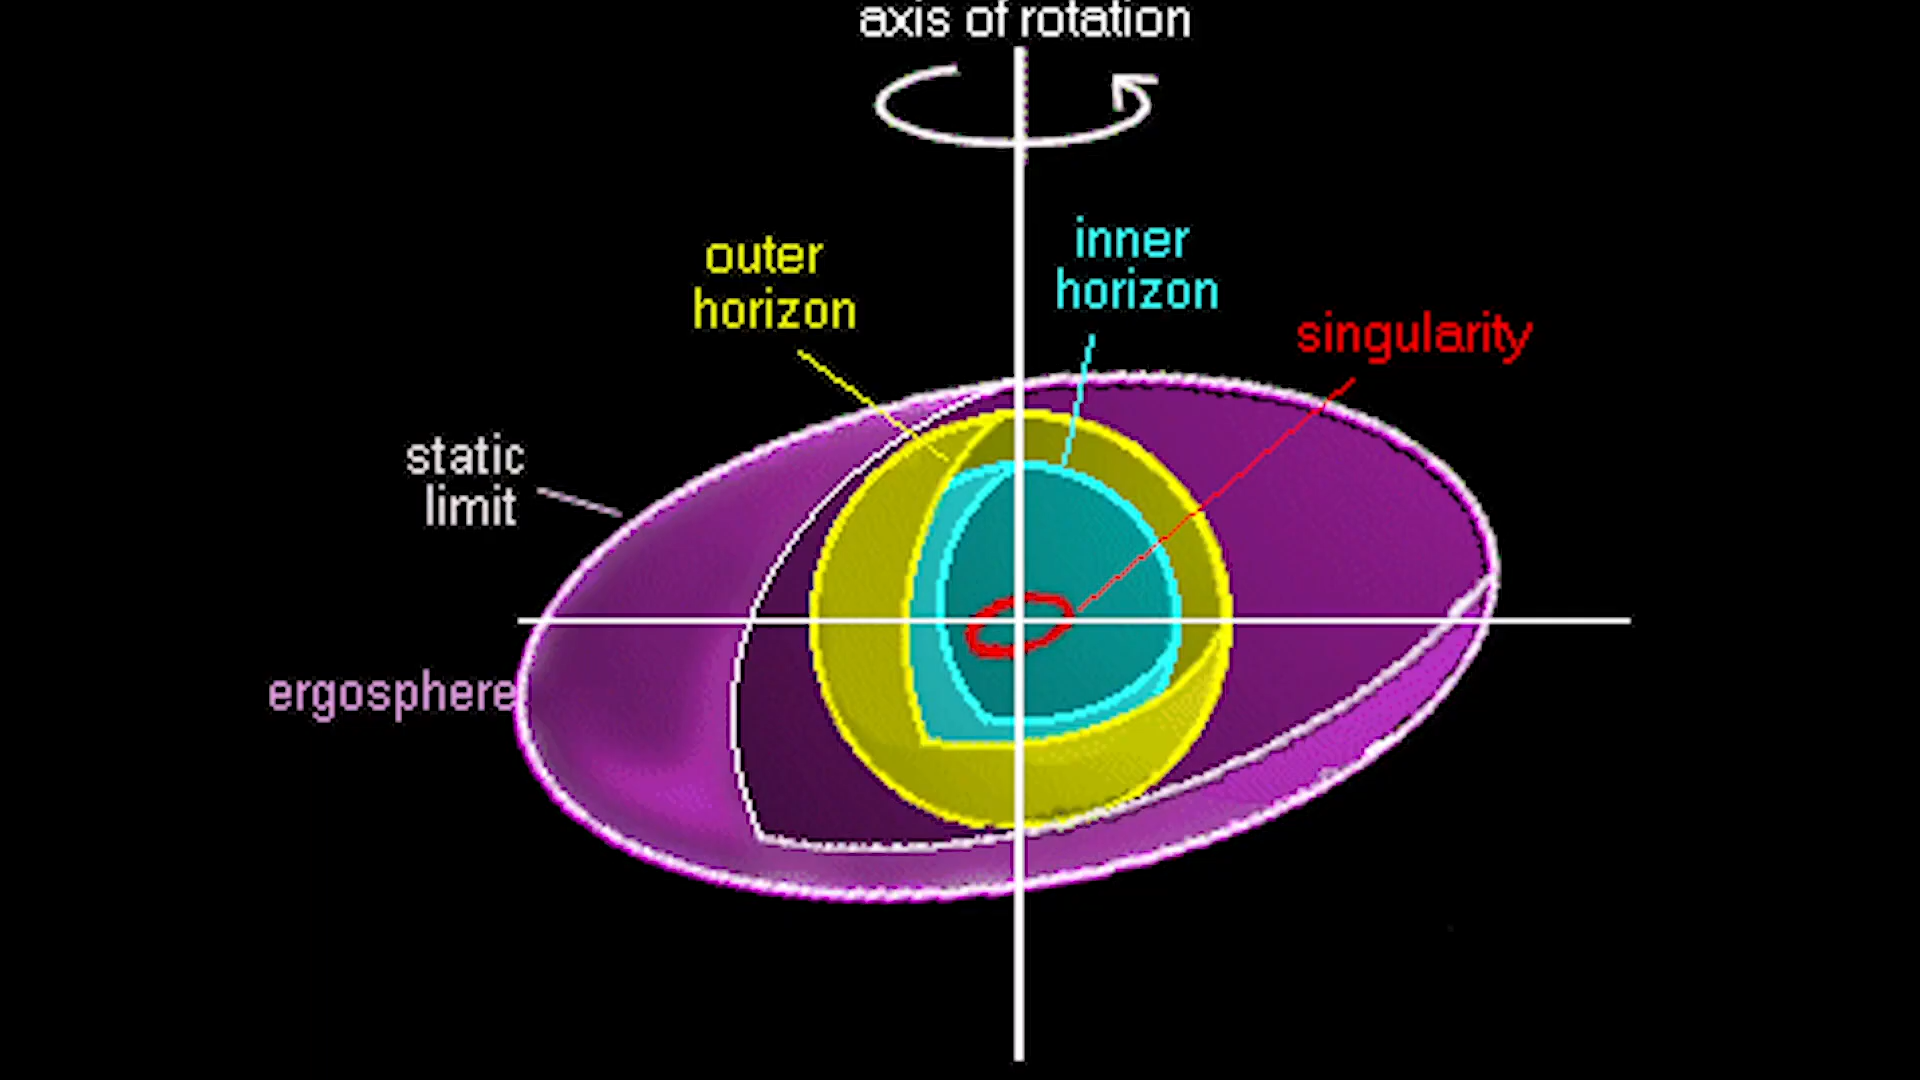 axis of rotation
outer
horizon
inner
horizon
singularity
static
limit
ergosphere